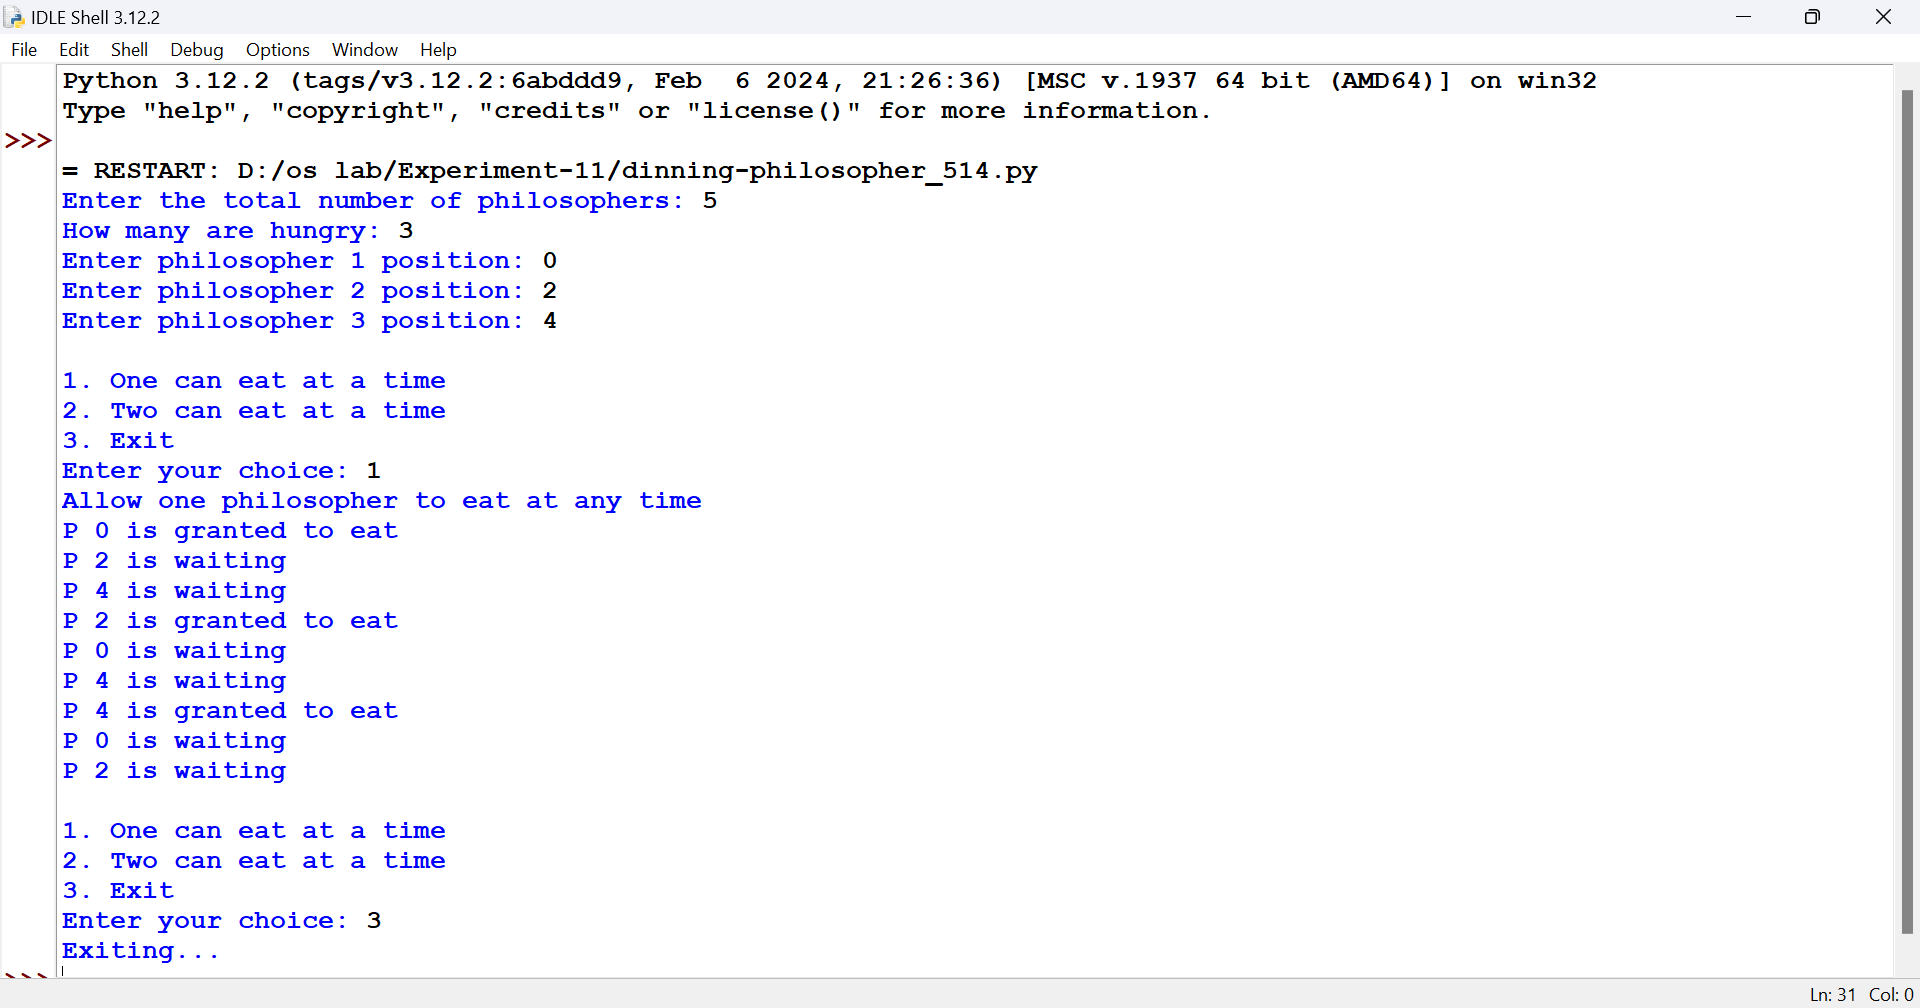 IDLE Shell 3.12.2
File Edit Shell Debug Options Window Help
Python 3.12.2 (tags/v3.12.2:6abddd9, Feb  6 2024, 21:26:36) [MSC v.1937 64 bit (AMD64)] on win32
Type "help", "copyright", "credits" or "license()" for more information.
>>>
= RESTART: D:/os lab/Experiment-11/dinning-philosopher_514.py
Enter the total number of philosophers: 5
How many are hungry: 3
Enter philosopher 1 position: 0
Enter philosopher 2 position: 2
Enter philosopher 3 position: 4
1. One can eat at a time
2. Two can eat at a time
3. Exit
Enter your choice: 1
Allow one philosopher to eat at any time
P 0 is granted to eat
P 2 is waiting
P 4 is waiting
P 2 is granted to eat
P 0 is waiting
P 4 is waiting
P 4 is granted to eat
P 0 is waiting
P 2 is waiting
1. One can eat at a time
2. Two can eat at a time
3. Exit
Enter your choice: 3
Exiting...
>>>
Ln: 31 Col: 0